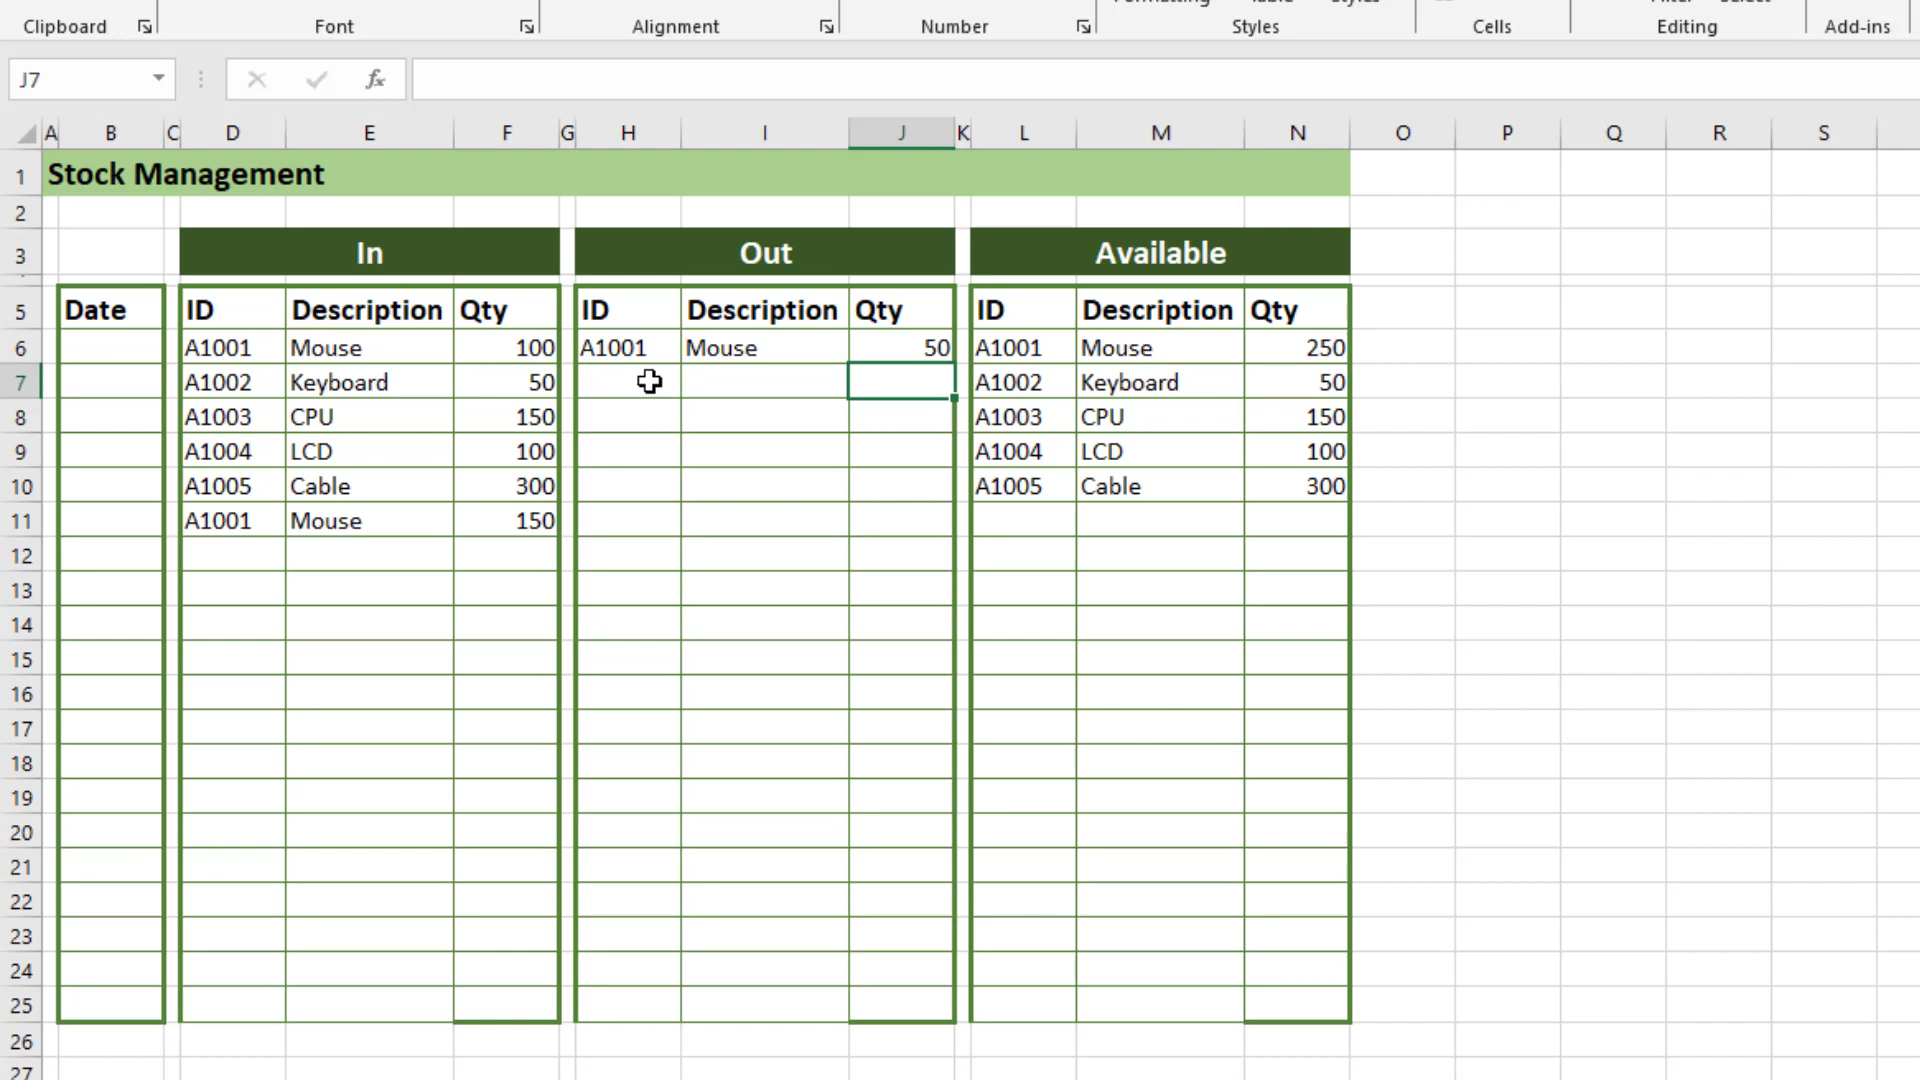 Clipboard Font Alignment Number Styles Cells Editing Add-ins
J7 fx
A B C D E F G H I J K L M N O P Q R S
1 Stock Management
2
3 In Out Available
5 Date ID Description Qty ID Description Qty ID Description Qty
6 A1001 Mouse 100 A1001 Mouse 50 A1001 Mouse 250
7 A1002 Keyboard 50 A1002 Keyboard 50
8 A1003 CPU 150 A1003 CPU 150
9 A1004 LCD 100 A1004 LCD 100
10 A1005 Cable 300 A1005 Cable 300
11 A1001 Mouse 150
12
13
14
15
16
17
18
19
20
21
22
23
24
25
26
27